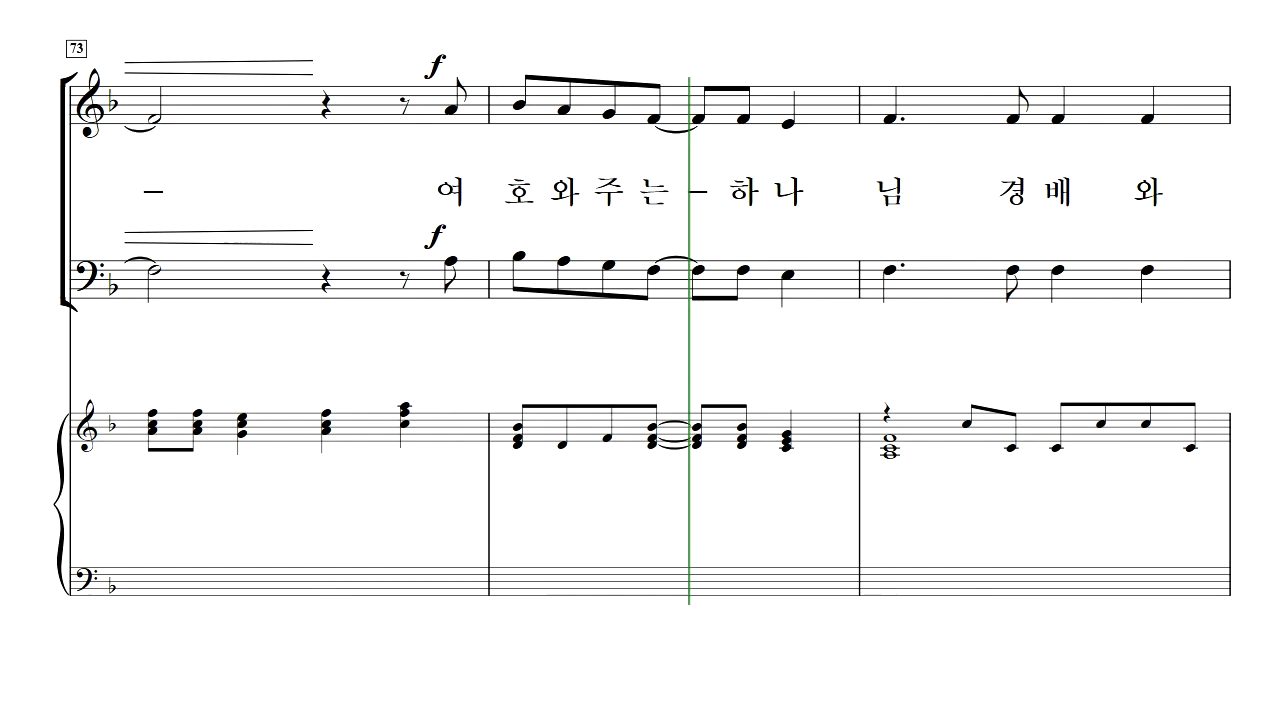 73
f
– 여 호 와 주 는 – 하 나 님 경 배 와
f